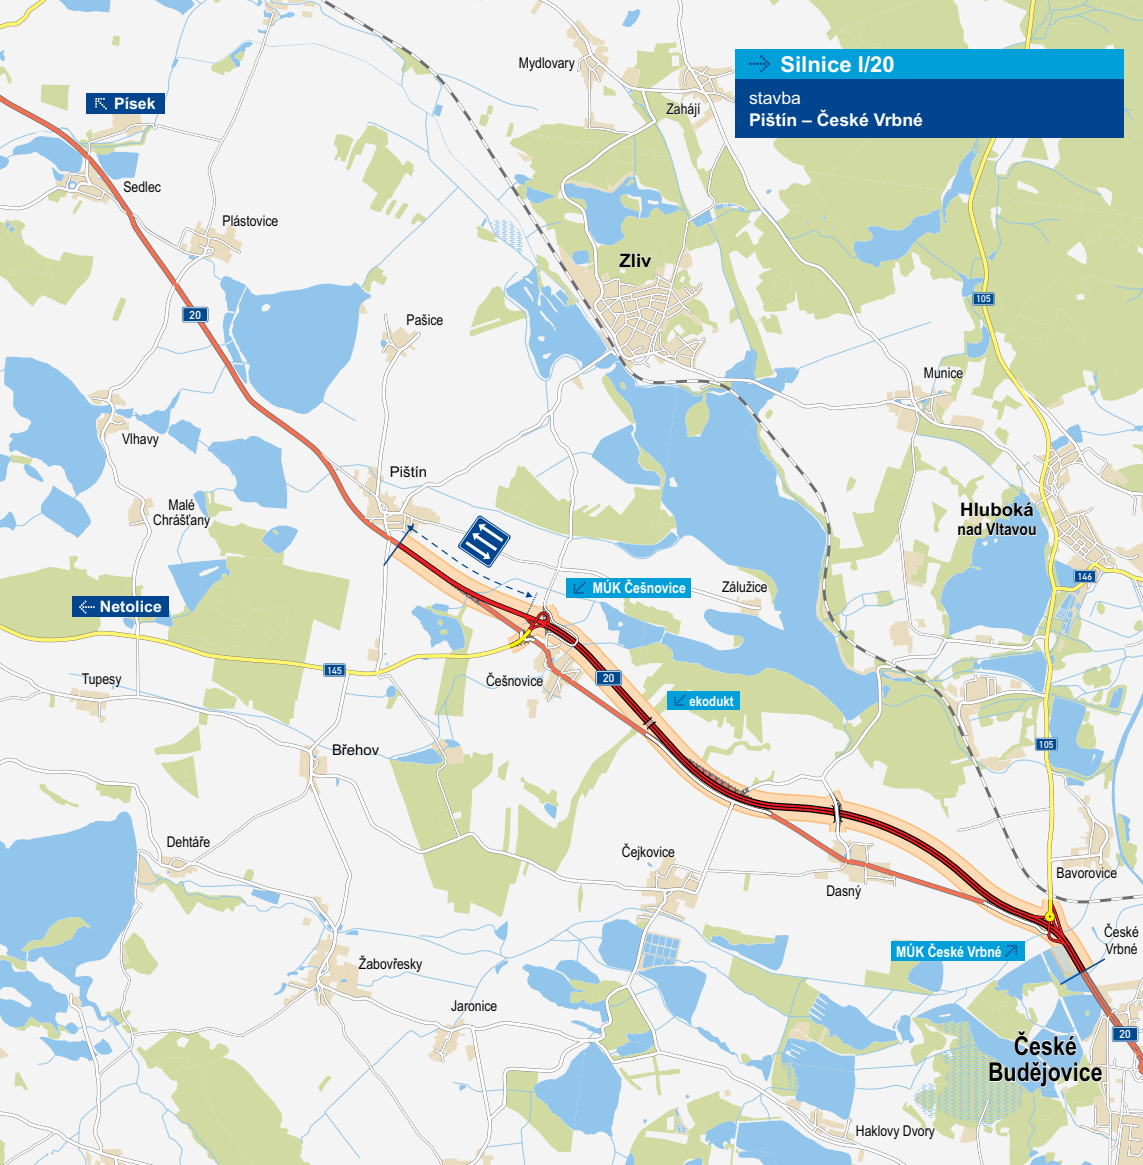 Silnice I/20
stavba
Pištín – České Vrbné
Mydlovary
Zahájí
Písek
Sedlec
Plástovice
Zliv
105
20
Pašice
Munice
Vlhavy
Pištín
Malé
Chrášťany
Hluboká
nad Vltavou
146
MÚK Češnovice
Zálužice
Netolice
145
Tupesy
Češnovice
20
ekodukt
Břehov
105
Dehtáře
Čejkovice
Dasný
Bavorovice
České
Vrbné
MÚK České Vrbné
Žabovřesky
Jaronice
20
České
Budějovice
Haklovy Dvory